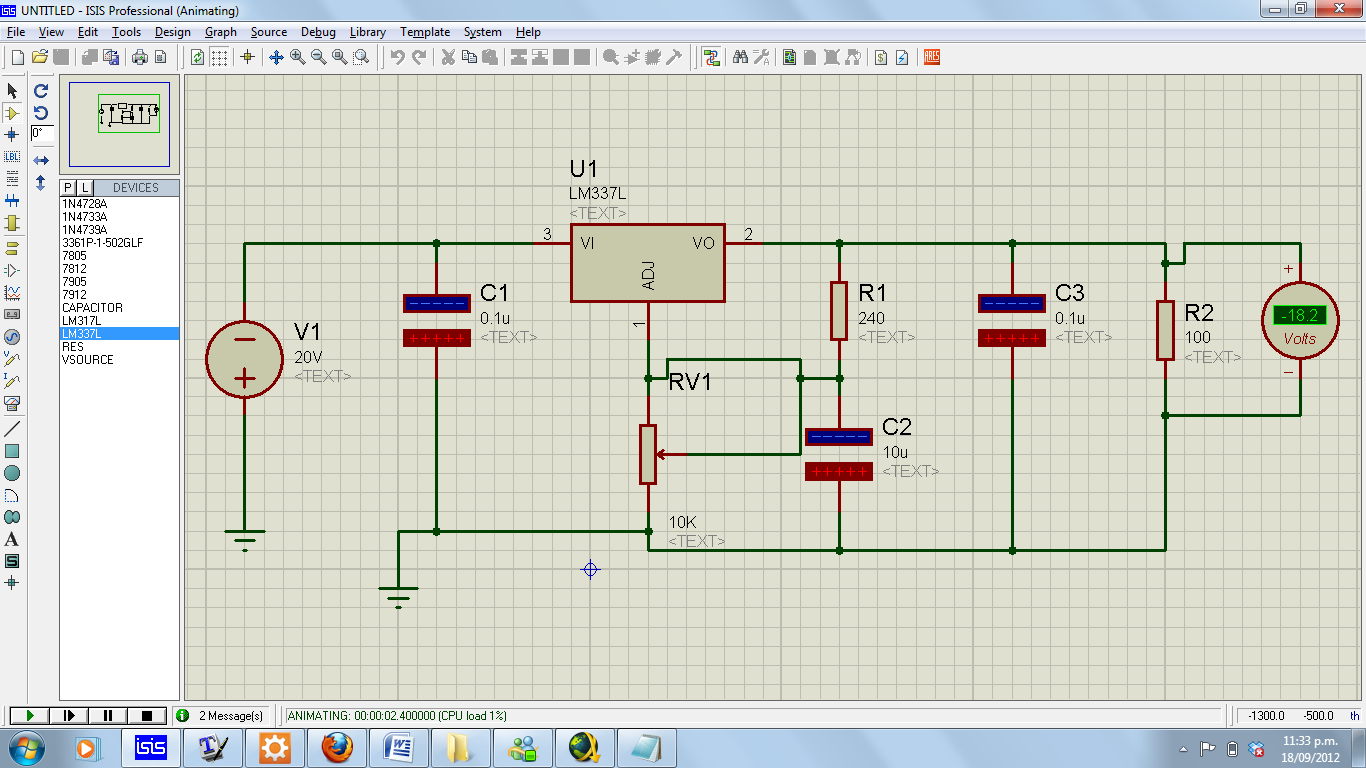 UNTITLED - ISIS Professional (Animating)
File View Edit Tools Design Graph Source Debug Library Template System Help
ARES
LBL
0°
P L DEVICES
1N4728A
1N4733A
1N4739A
3361P-1-502GLF
7805
7812
7905
7912
CAPACITOR
LM317L
LM337L
RES
VSOURCE
A
S
U1
LM337L
<TEXT>
3 VI VO 2
ADJ
1
V1
20V
<TEXT>
C1
0.1u
<TEXT>
R1
240
<TEXT>
C3
0.1u
<TEXT>
R2
100
<TEXT>
+
-18.2
Volts
−
RV1
10K
<TEXT>
C2
10u
<TEXT>
2 Message(s) ANIMATING: 00:00:02.400000 (CPU load 1%) -1300.0 -500.0 th
isis
11:33 p.m.
18/09/2012